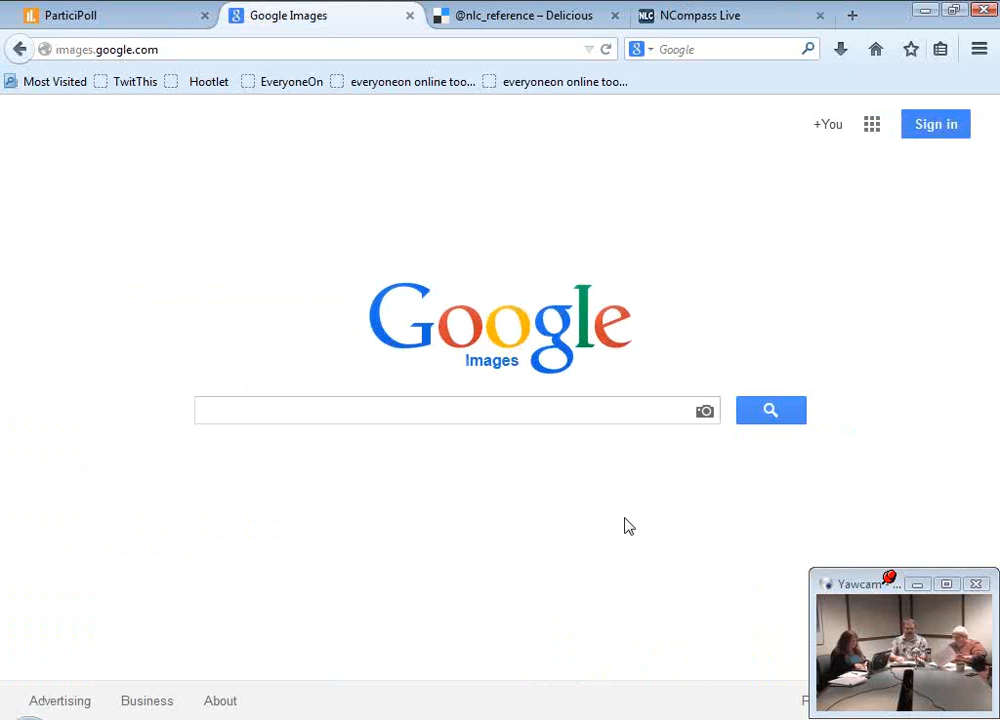 ParticiPoll
Google Images
@nlc_reference – Delicious
NLC NCompass Live
images.google.com
Google
Most Visited
TwitThis
Hootlet
EveryoneOn
everyoneon online too...
everyoneon online too...
+You
Sign in
Google
Images
Yawcam - ...
Advertising
Business
About